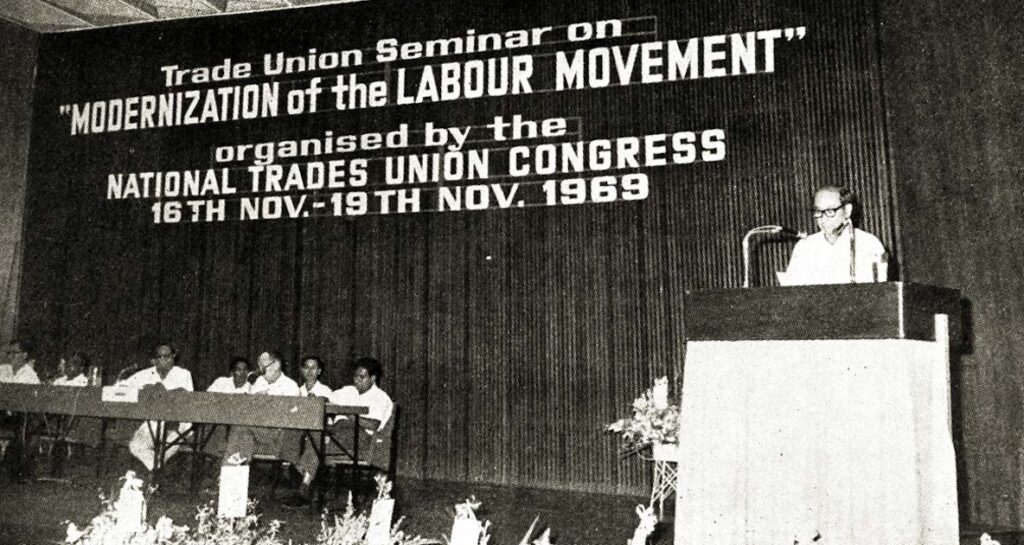 Trade Union Seminar on
"MODERNIZATION of the LABOUR MOVEMENT"
organised by the
NATIONAL TRADES UNION CONGRESS
16TH NOV.-19TH NOV. 1969